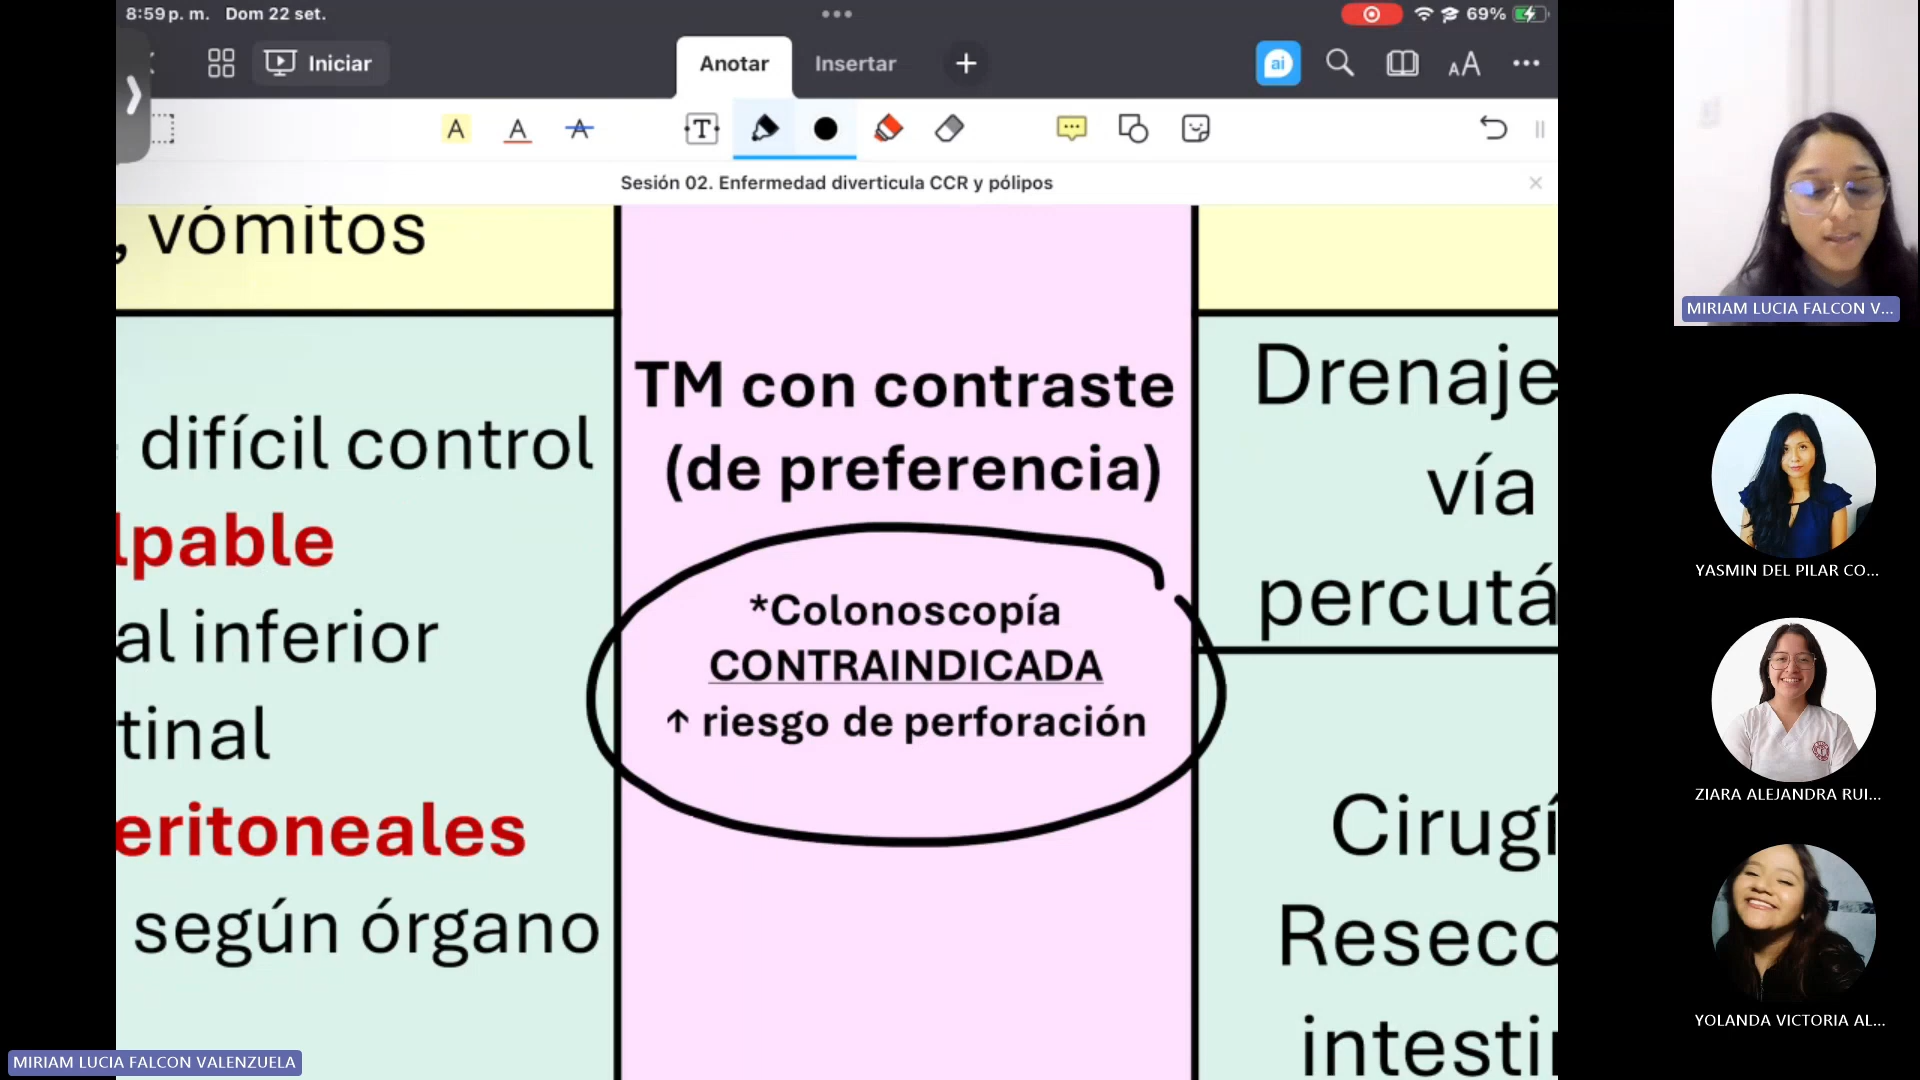 8:59 p. m. Dom 22 set.
69%
Iniciar
Anotar
Insertar
ai
AA
A A A
T
Sesión 02. Enfermedad diverticula CCR y pólipos
, vómitos
difícil control
lpable
al inferior
tinal
eritoneales
según órgano
TM con contraste
(de preferencia)
*Colonoscopía
CONTRAINDICADA
↑ riesgo de perforación
Drenaje
vía
percutá
Cirugí
Resecc
intesti
MIRIAM LUCIA FALCON V...
YASMIN DEL PILAR CO...
ZIARA ALEJANDRA RUI...
YOLANDA VICTORIA AL...
MIRIAM LUCIA FALCON VALENZUELA